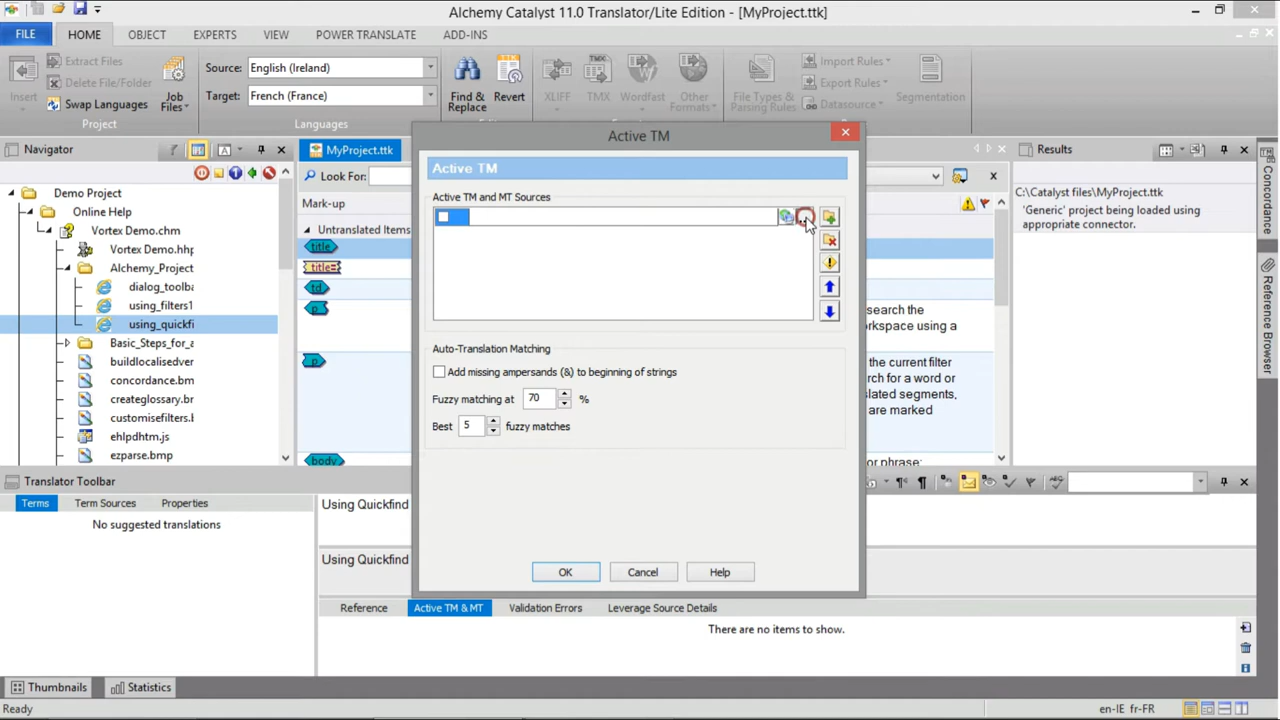 Alchemy Catalyst 11.0 Translator/Lite Edition - [MyProject.ttk]
FILE HOME OBJECT EXPERTS VIEW POWER TRANSLATE ADD-INS
Insert
Extract Files
Delete File/Folder
Swap Languages
Job Files
Project
Source: English (Ireland)
Target: French (France)
Languages
Find & Replace
Revert
XLIFF
TMX
Wordfast
Other Formats
File Types & Parsing Rules
Import Rules
Export Rules
Datasource
Segmentation
Navigator
Demo Project
Online Help
Vortex Demo.chm
Vortex Demo.hhp
Alchemy_Project
dialog_toolba
using_filters1
using_quickfi
Basic_Steps_for_a
buildlocalisedver
concordance.bm
createglossary.br
customisefilters.b
ehlpdhtm.js
ezparse.bmp
MyProject.ttk
Look For:
Mark-up
Untranslated Items
title
title=
td
p
p
body
search the
workspace using a
the current filter
rch for a word or
lated segments,
are marked
or phrase:
Active TM
Active TM
Active TM and MT Sources
Auto-Translation Matching
Add missing ampersands (&) to beginning of strings
Fuzzy matching at 70 %
Best 5 fuzzy matches
OK Cancel Help
Results
C:\Catalyst files\MyProject.ttk
'Generic' project being loaded using
appropriate connector.
Concordance
Reference Browser
Translator Toolbar
Terms Term Sources Properties
No suggested translations
Using Quickfind
Using Quickfind
Reference Active TM & MT Validation Errors Leverage Source Details
There are no items to show.
Thumbnails Statistics
Ready
en-IE fr-FR